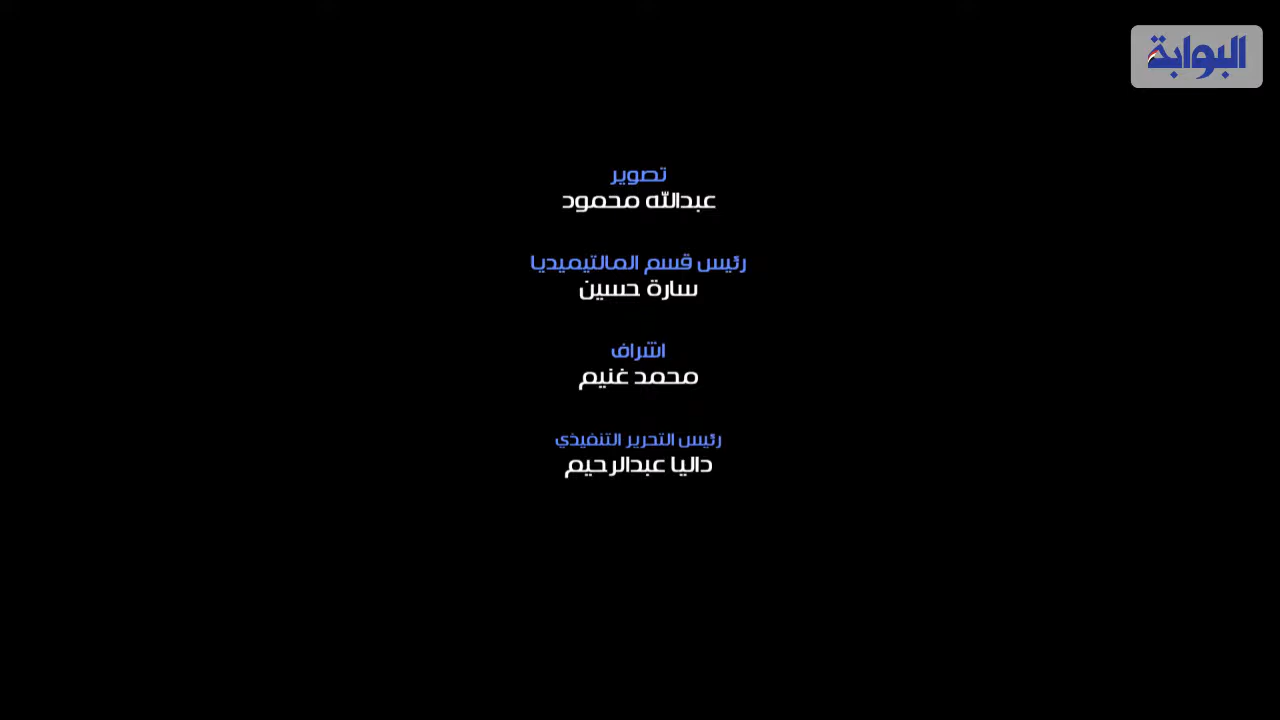 البوابة
تصوير
عبدالله محمود
رئيس قسم المالتيميديا
سارة حسين
اشراف
محمد غنيم
رئيس التحرير التنفيذي
داليا عبدالرحيم